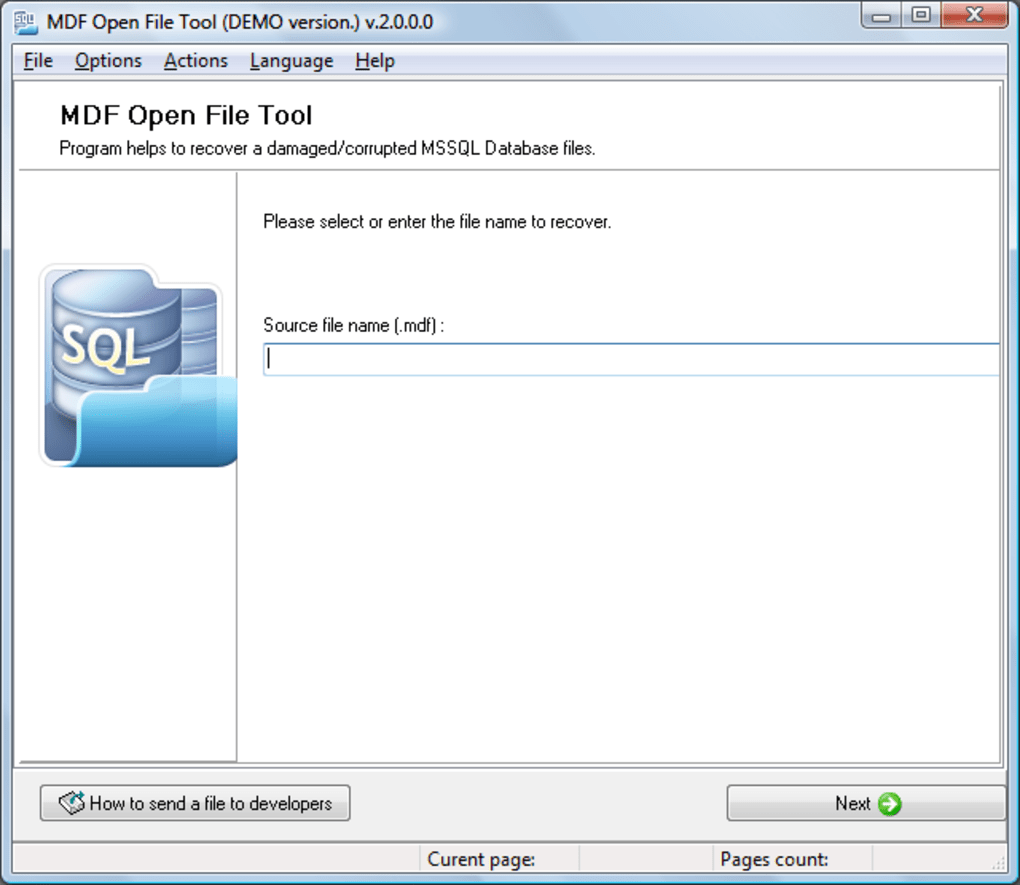 MDF Open File Tool (DEMO version.) v.2.0.0.0
File Options Actions Language Help
MDF Open File Tool
Program helps to recover a damaged/corrupted MSSQL Database files.
Please select or enter the file name to recover.
SQL
Source file name (.mdf) :
How to send a file to developers
Next
Curent page:
Pages count: